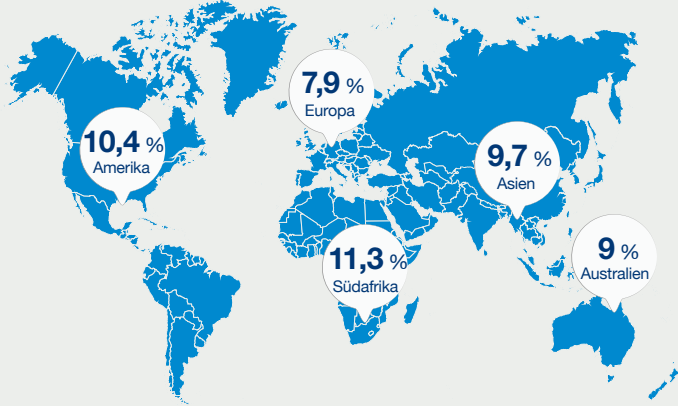 7,9 %
Europa
10,4 %
Amerika
9,7 %
Asien
11,3 %
Südafrika
9 %
Australien